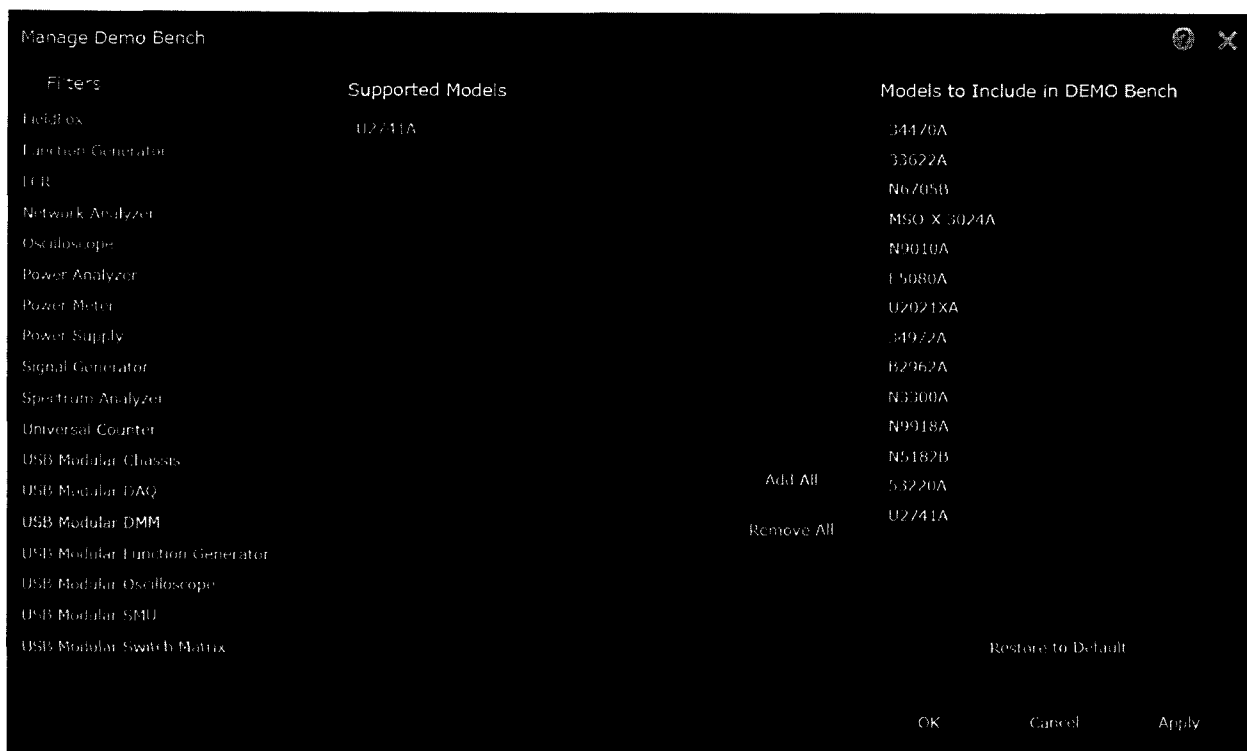 Manage Demo Bench
Filters
FieldFox
Function Generator
LCR
Network Analyzer
Oscilloscope
Power Analyzer
Power Meter
Power Supply
Signal Generator
Spectrum Analyzer
Universal Counter
USB Modular Chassis
USB Modular DAQ
USB Modular DMM
USB Modular Function Generator
USB Modular Oscilloscope
USB Modular SMU
USB Modular Switch Matrix
Supported Models
U2741A
Add All
Remove All
Models to Include in DEMO Bench
34470A
33622A
N6705B
MSO-X 3024A
N9010A
E5080A
U2021XA
34972A
B2962A
N3300A
N9918A
N5182B
53220A
U2741A
Restore to Default
OK
Cancel
Apply